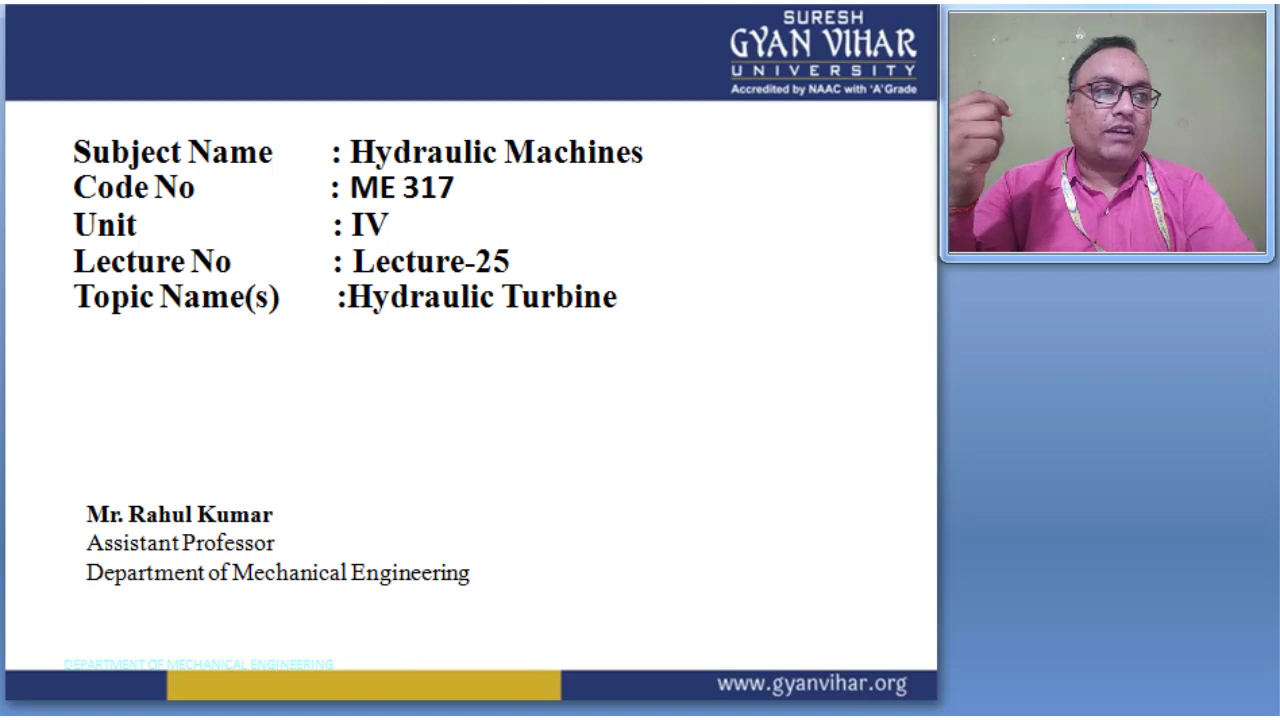 SURESH
GYAN VIHAR
UNIVERSITY
Accredited by NAAC with 'A' Grade
Subject Name : Hydraulic Machines
Code No : ME 317
Unit : IV
Lecture No : Lecture-25
Topic Name(s) :Hydraulic Turbine
Mr. Rahul Kumar
Assistant Professor
Department of Mechanical Engineering
DEPARTMENT OF MECHANICAL ENGINEERING
www.gyanvihar.org